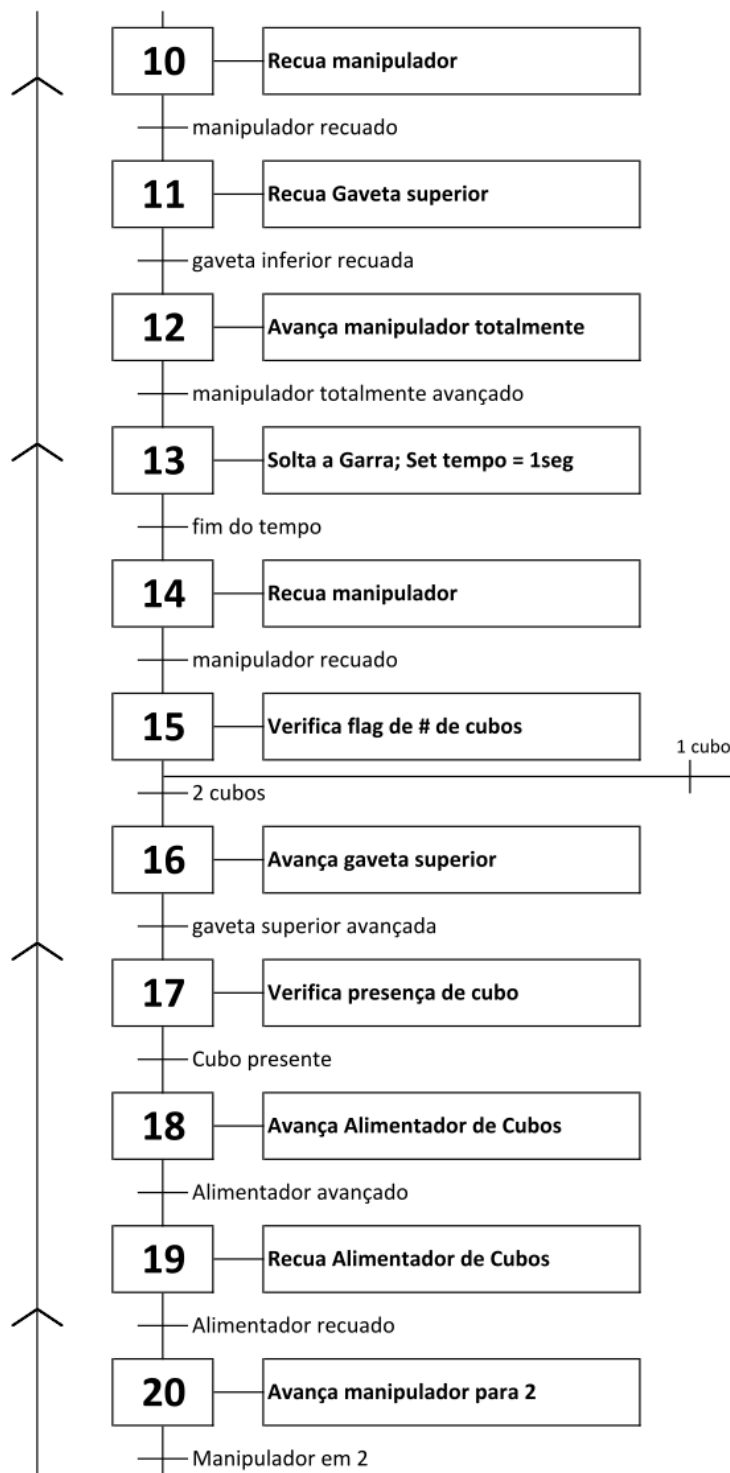 10 Recua manipulador
manipulador recuado
11 Recua Gaveta superior
gaveta inferior recuada
12 Avança manipulador totalmente
manipulador totalmente avançado
13 Solta a Garra; Set tempo = 1seg
fim do tempo
14 Recua manipulador
manipulador recuado
15 Verifica flag de # de cubos
1 cubo
2 cubos
16 Avança gaveta superior
gaveta superior avançada
17 Verifica presença de cubo
Cubo presente
18 Avança Alimentador de Cubos
Alimentador avançado
19 Recua Alimentador de Cubos
Alimentador recuado
20 Avança manipulador para 2
Manipulador em 2